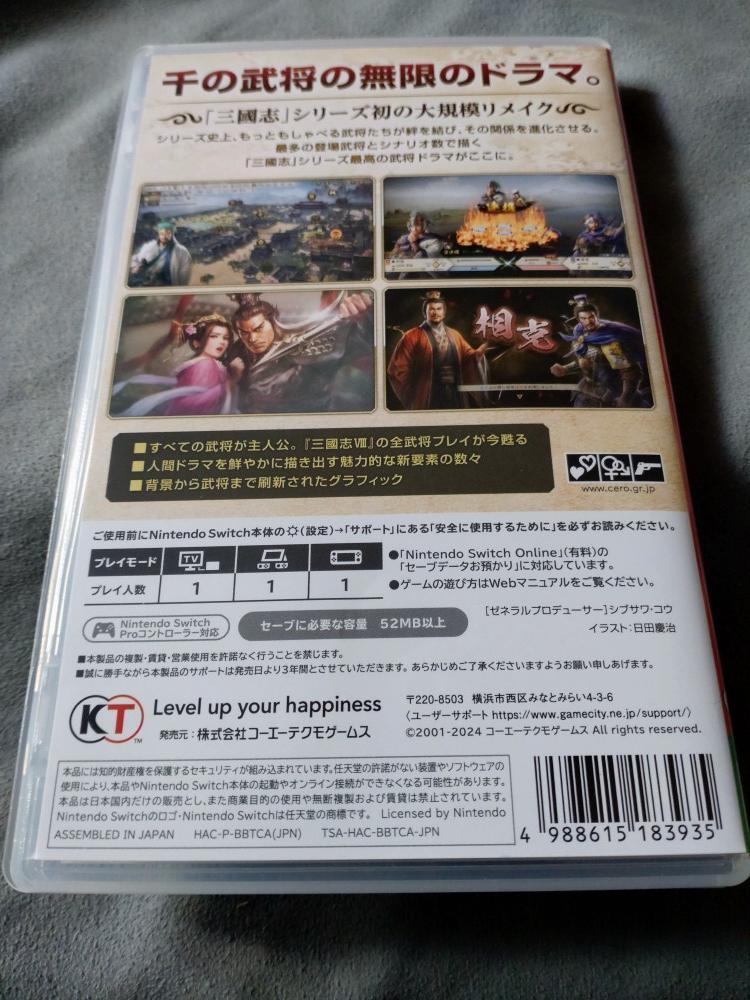 千の武将の無限のドラマ。
「三國志」シリーズ初の大規模リメイク
シリーズ史上、もっともしゃべる武将たちが絆を結び、その関係を進化させる。
最多の登場武将とシナリオ数で描く
「三國志」シリーズ最高の武将ドラマがここに。
相克
■すべての武将が主人公。『三國志Ⅷ』の全武将プレイが今甦る
■人間ドラマを鮮やかに描き出す魅力的な新要素の数々
■背景から武将まで刷新されたグラフィック
www.cero.gr.jp
ご使用前にNintendo Switch本体の(設定)→「サポート」にある「安全に使用するために」を必ずお読みください。
プレイモード TV
プレイ人数 1 1 1
●「Nintendo Switch Online」(有料)の
「セーブデータお預かり」に対応しています。
●ゲームの遊び方はWebマニュアルをご覧ください。
Nintendo Switch
Proコントローラー対応
セーブに必要な容量 52MB以上
[ゼネラルプロデューサー]シブサワ・コウ
イラスト:日田慶治
■本製品の複製・賃貸・営業使用を許諾なく行うことを禁じます。
■誠に勝手ながら本製品のサポートは発売日より3年間とさせていただきます。あらかじめご了承くださいますようお願い申しあげます。
KT
TM
Level up your happiness
発売元:株式会社コーエーテクモゲームス
〒220-8503 横浜市西区みなとみらい4-3-6
〈ユーザーサポート https://www.gamecity.ne.jp/support/〉
©2001-2024 コーエーテクモゲームス All rights reserved.
本品には知的財産権を保護するセキュリティが組み込まれています。任天堂の許諾がない装置やソフトウェアの
使用により、本品やNintendo Switch本体の起動やオンライン接続ができなくなる可能性があります。
本品は日本国内だけの販売とし、また商業目的の使用や無断複製および賃貸は禁止されています。
Nintendo Switchのロゴ・Nintendo Switchは任天堂の商標です。 Licensed by Nintendo
ASSEMBLED IN JAPAN HAC-P-BBTCA(JPN) TSA-HAC-BBTCA-JPN
4 988615 183935